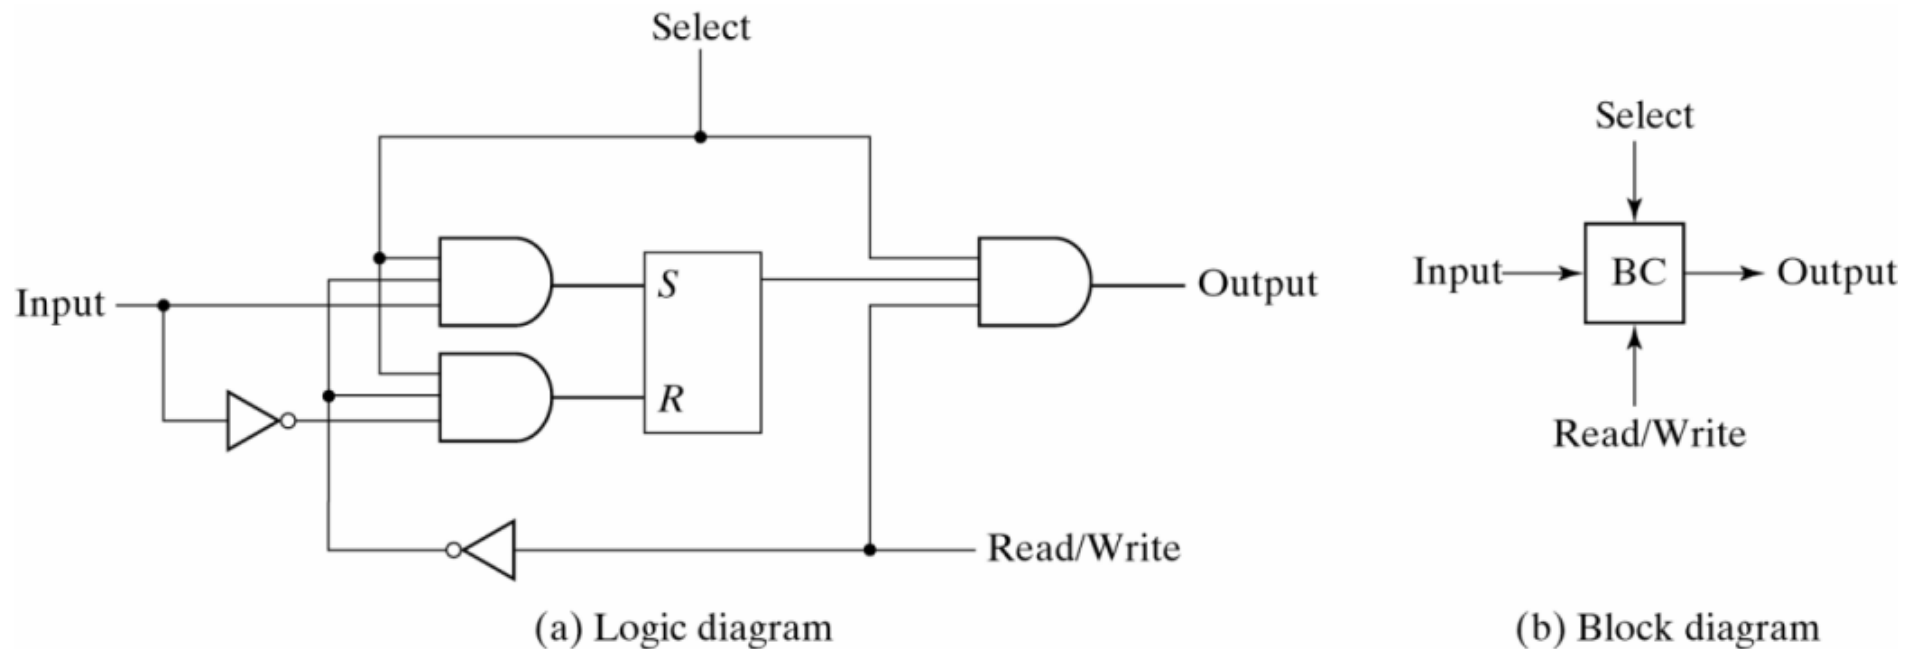 Select
Input
S
R
Output
Read/Write
(a) Logic diagram
Select
Input
BC
Output
Read/Write
(b) Block diagram